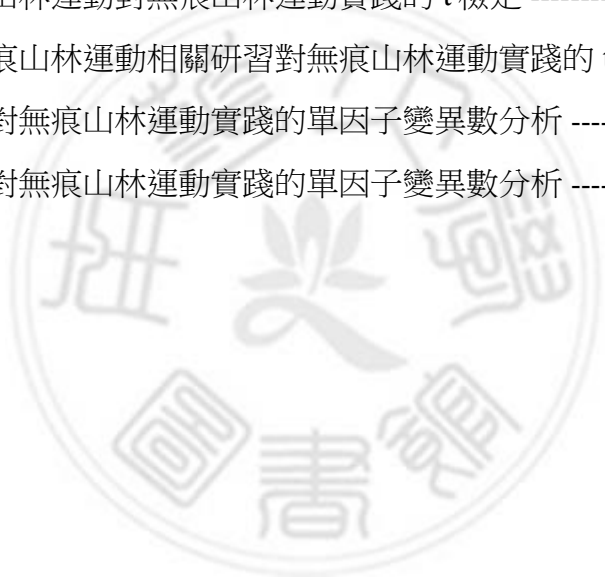 山林運動對無痕山林運動實踐的 t 檢定 ---------
痕山林運動相關研習對無痕山林運動實踐的
對無痕山林運動實踐的單因子變異數分析 ----
對無痕山林運動實踐的單因子變異數分析 ----
書